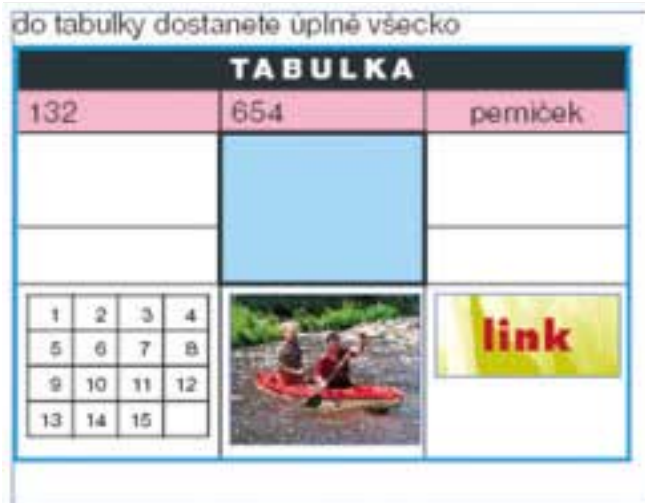 do tabulky dostanete úplně všecko
TABULKA
132 654 perníček
1 2 3 4
5 6 7 8
9 10 11 12
13 14 15
link